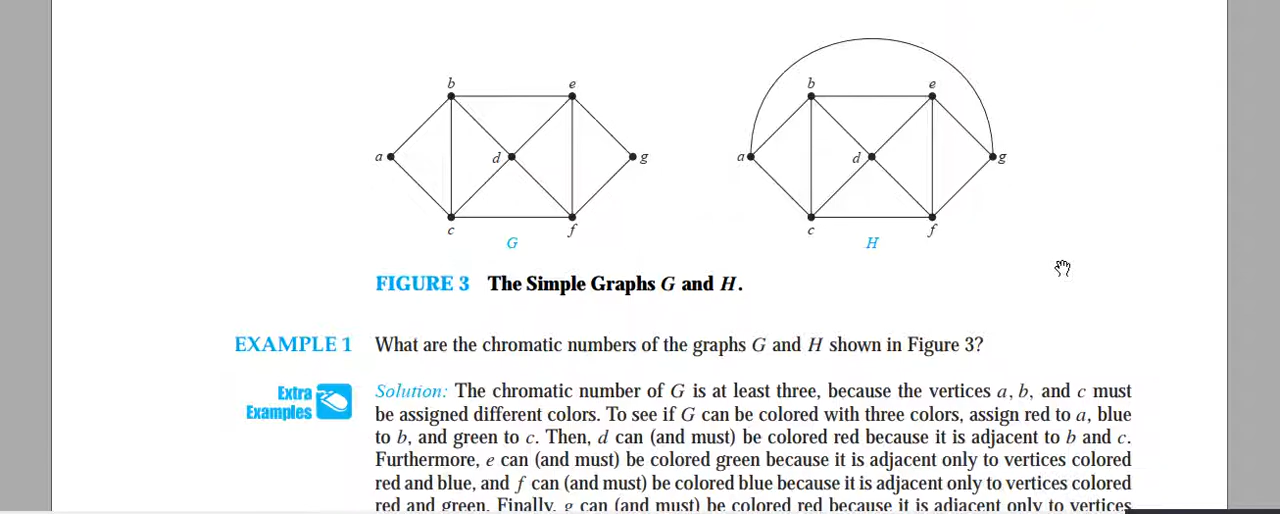 b
e
a
d
g
c
f
G
b
e
a
d
g
c
f
H
FIGURE 3 The Simple Graphs G and H.
EXAMPLE 1 What are the chromatic numbers of the graphs G and H shown in Figure 3?
Extra
Examples
Solution: The chromatic number of G is at least three, because the vertices a, b, and c must
be assigned different colors. To see if G can be colored with three colors, assign red to a, blue
to b, and green to c. Then, d can (and must) be colored red because it is adjacent to b and c.
Furthermore, e can (and must) be colored green because it is adjacent only to vertices colored
red and blue, and f can (and must) be colored blue because it is adjacent only to vertices colored
red and green. Finally, g can (and must) be colored red because it is adjacent only to vertices